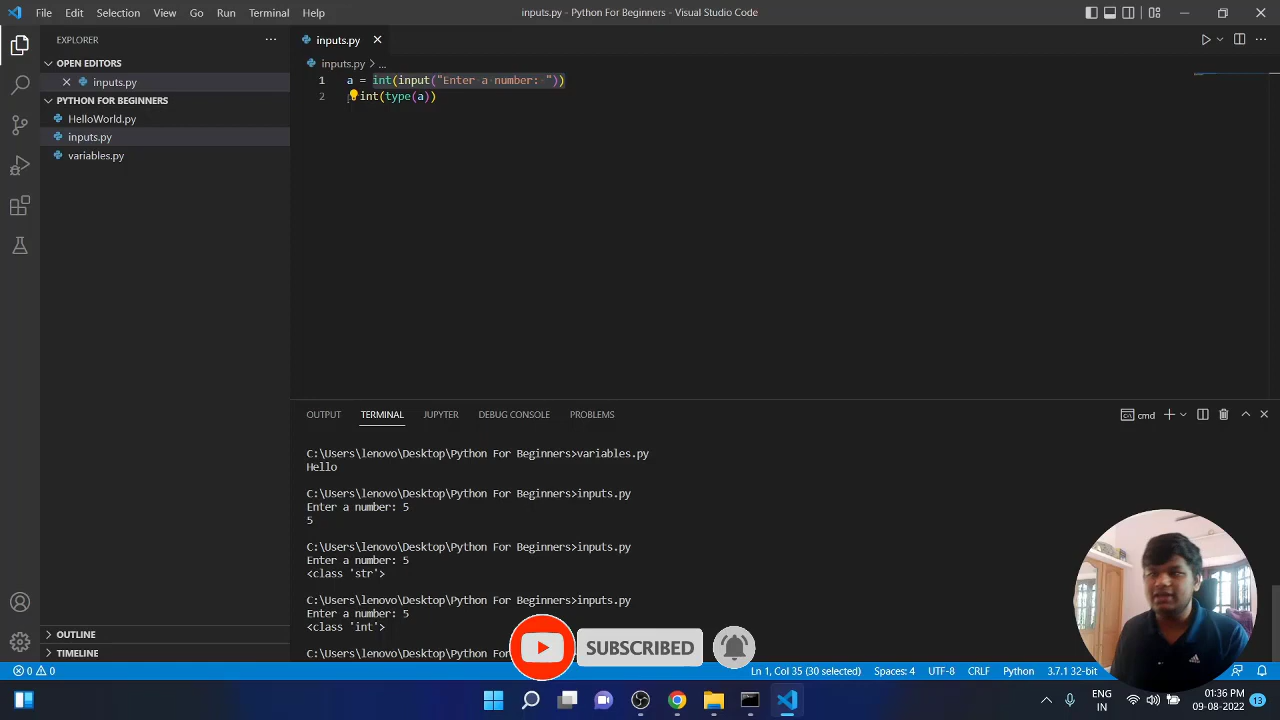 File Edit Selection View Go Run Terminal Help
inputs.py - Python For Beginners - Visual Studio Code
EXPLORER
OPEN EDITORS
inputs.py
PYTHON FOR BEGINNERS
HelloWorld.py
inputs.py
variables.py
OUTLINE
TIMELINE
inputs.py
inputs.py > ...
1 a = int(input("Enter a number: "))
2 int(type(a))
OUTPUT TERMINAL JUPYTER DEBUG CONSOLE PROBLEMS
cmd
C:\Users\lenovo\Desktop\Python For Beginners>variables.py
Hello
C:\Users\lenovo\Desktop\Python For Beginners>inputs.py
Enter a number: 5
5
C:\Users\lenovo\Desktop\Python For Beginners>inputs.py
Enter a number: 5
<class 'str'>
C:\Users\lenovo\Desktop\Python For Beginners>inputs.py
Enter a number: 5
<class 'int'>
C:\Users\lenovo\Desktop\Python For Beginners>
SUBSCRIBED
0 0
Ln 1, Col 35 (30 selected) Spaces: 4 UTF-8 CRLF Python 3.7.1 32-bit
ENG
IN
01:36 PM
09-08-2022
13